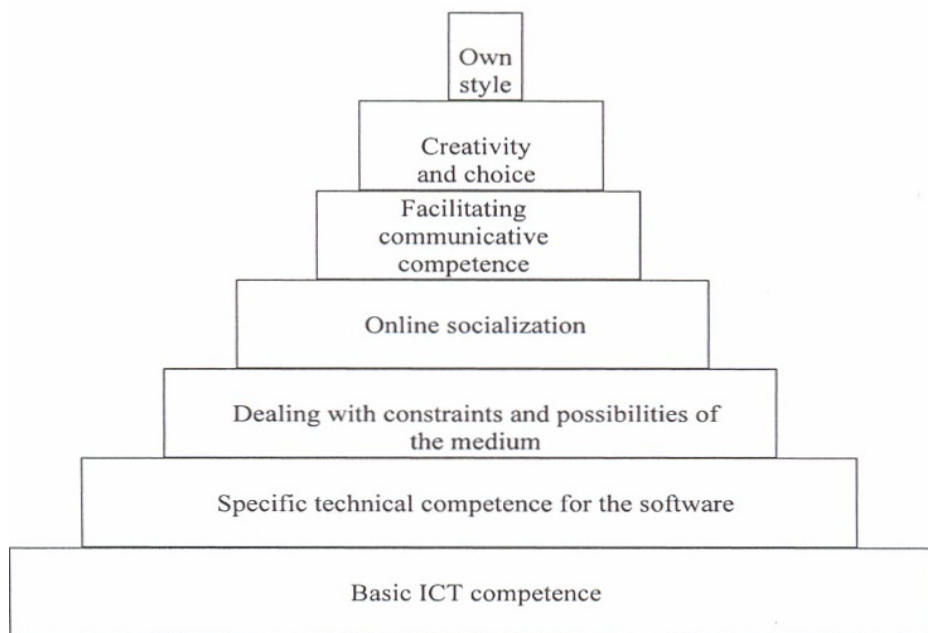 Own
style
Creativity
and choice
Facilitating
communicative
competence
Online socialization
Dealing with constraints and possibilities of
the medium
Specific technical competence for the software
Basic ICT competence